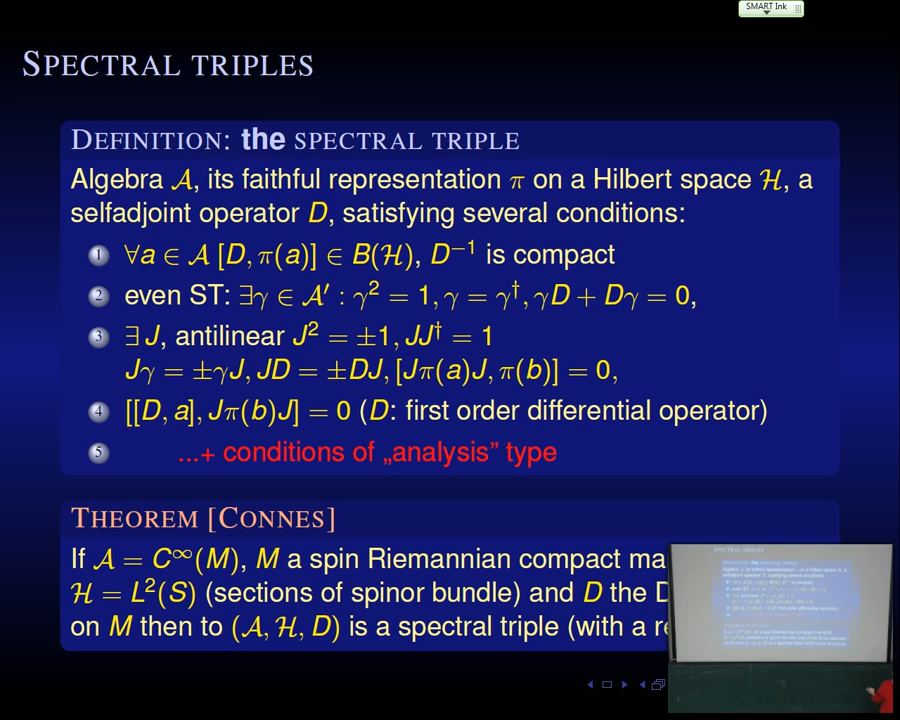 SMART Ink
SPECTRAL TRIPLES
DEFINITION: the SPECTRAL TRIPLE
Algebra 𝒜, its faithful representation π on a Hilbert space ℋ, a
selfadjoint operator D, satisfying several conditions:
1 ∀a ∈ 𝒜 [D, π(a)] ∈ B(ℋ), D⁻¹ is compact
2 even ST: ∃γ ∈ 𝒜′ : γ² = 1, γ = γ†, γD + Dγ = 0,
3 ∃ J, antilinear J² = ±1, JJ† = 1
Jγ = ±γJ, JD = ±DJ, [Jπ(a)J, π(b)] = 0,
4 [[D, a], Jπ(b)J] = 0 (D: first order differential operator)
5 ...+ conditions of „analysis” type
THEOREM [CONNES]
If 𝒜 = C∞(M), M a spin Riemannian compact ma
ℋ = L²(S) (sections of spinor bundle) and D the D
on M then to (𝒜, ℋ, D) is a spectral triple (with a re